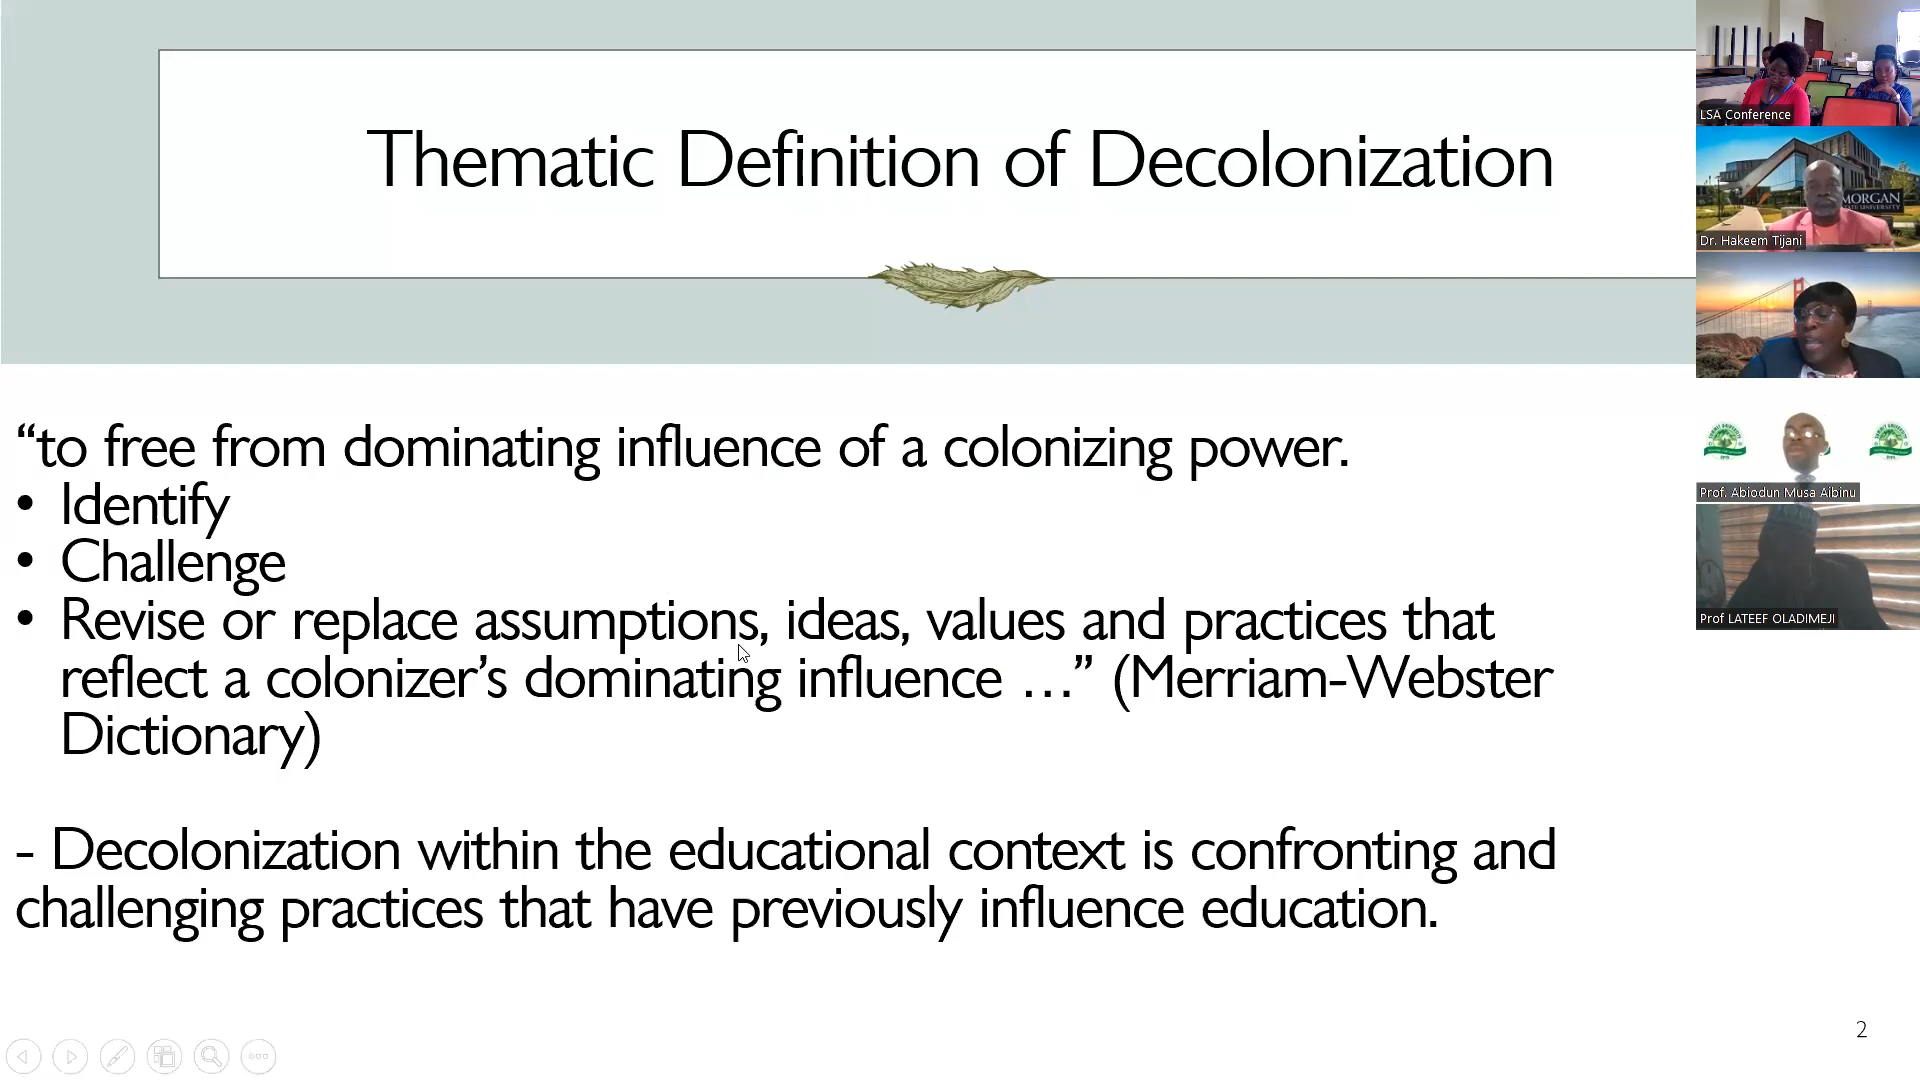 Thematic Definition of Decolonization
“to free from dominating influence of a colonizing power.
• Identify
• Challenge
• Revise or replace assumptions, ideas, values and practices that
reflect a colonizer’s dominating influence …” (Merriam-Webster
Dictionary)
- Decolonization within the educational context is confronting and
challenging practices that have previously influence education.
2
LSA Conference
MORGAN
STATE UNIVERSITY
Dr. Hakeem Tijani
Prof. Abiodun Musa Aibinu
Prof LATEEF OLADIMEJI